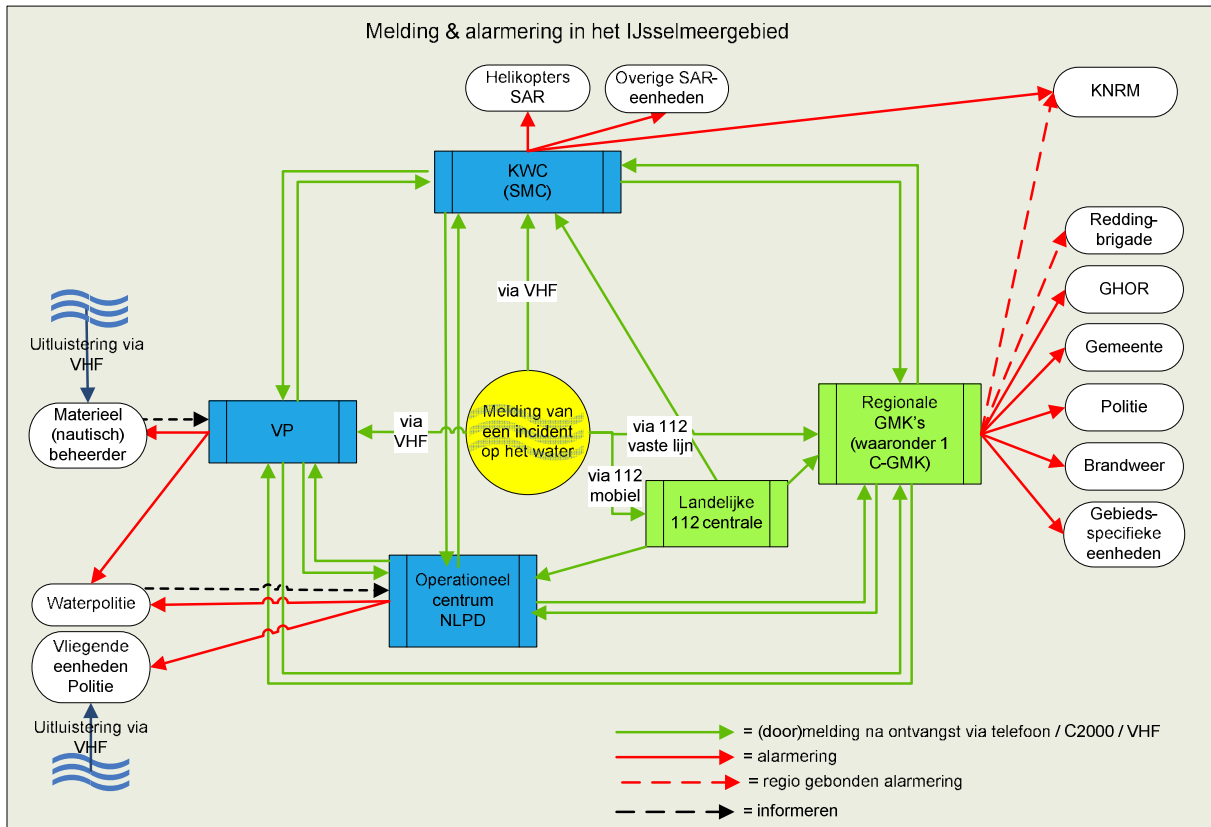 Melding & alarmering in het IJsselmeergebied
Helikopters
SAR
Overige SAR-
eenheden
KNRM
KWC
(SMC)
Redding-
brigade
via VHF
GHOR
Uitluistering via
VHF
Gemeente
Materieel
(nautisch)
beheerder
VP
via
VHF
Melding van
een incident
op het water
via 112
vaste lijn
Regionale
GMK's
(waaronder 1
C-GMK)
Politie
via 112
mobiel
Brandweer
Landelijke
112 centrale
Gebieds-
specifieke
eenheden
Operationeel
centrum
NLPD
Waterpolitie
Vliegende
eenheden
Politie
Uitluistering via
VHF
= (door)melding na ontvangst via telefoon / C2000 / VHF
= alarmering
= regio gebonden alarmering
= informeren